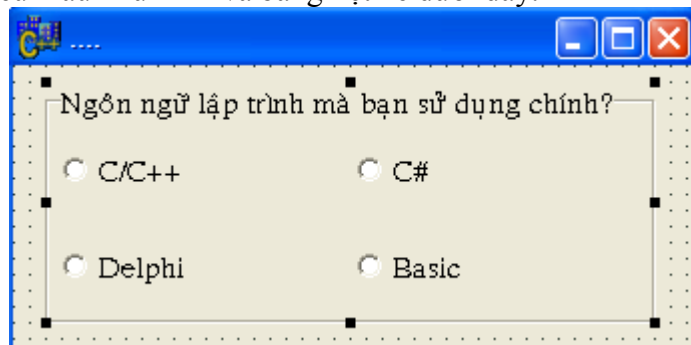 C++ ....
Ngôn ngữ lập trình mà bạn sử dụng chính?
C/C++ C#
Delphi Basic